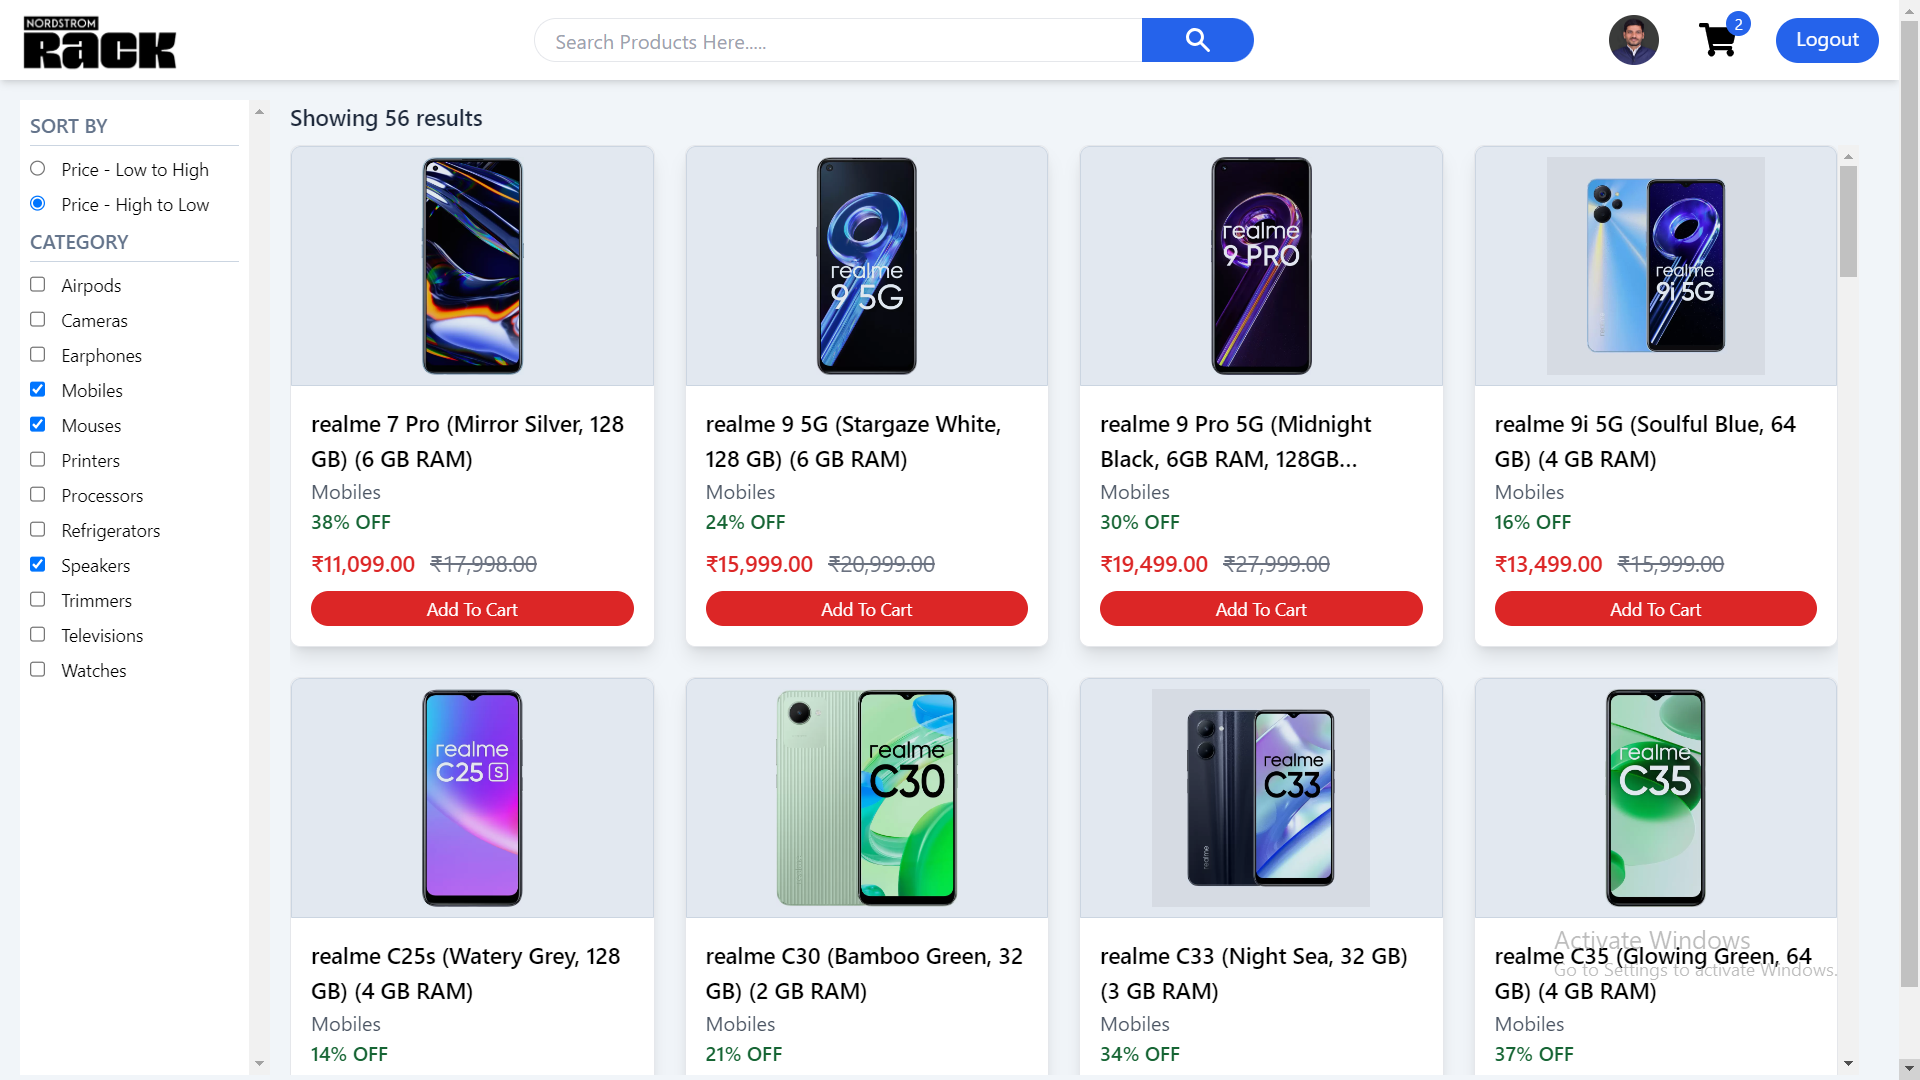 NORDSTROM
Rack
Search Products Here.....
2
Logout
SORT BY
Price - Low to High
Price - High to Low
CATEGORY
Airpods
Cameras
Earphones
Mobiles
Mouses
Printers
Processors
Refrigerators
Speakers
Trimmers
Televisions
Watches
Showing 56 results
realme
9 5G
realme
9 PRO
realme
9i 5G
realme 7 Pro (Mirror Silver, 128
GB) (6 GB RAM)
Mobiles
38% OFF
₹11,099.00 ₹17,998.00
Add To Cart
realme 9 5G (Stargaze White,
128 GB) (6 GB RAM)
Mobiles
24% OFF
₹15,999.00 ₹20,999.00
Add To Cart
realme 9 Pro 5G (Midnight
Black, 6GB RAM, 128GB...
Mobiles
30% OFF
₹19,499.00 ₹27,999.00
Add To Cart
realme 9i 5G (Soulful Blue, 64
GB) (4 GB RAM)
Mobiles
16% OFF
₹13,499.00 ₹15,999.00
Add To Cart
realme
C25 S
realme
C30
realme
C33
realme
realme
C35
realme C25s (Watery Grey, 128
GB) (4 GB RAM)
Mobiles
14% OFF
realme C30 (Bamboo Green, 32
GB) (2 GB RAM)
Mobiles
21% OFF
realme C33 (Night Sea, 32 GB)
(3 GB RAM)
Mobiles
34% OFF
realme C35 (Glowing Green, 64
GB) (4 GB RAM)
Mobiles
37% OFF
Activate Windows
Go to Settings to activate Windows.